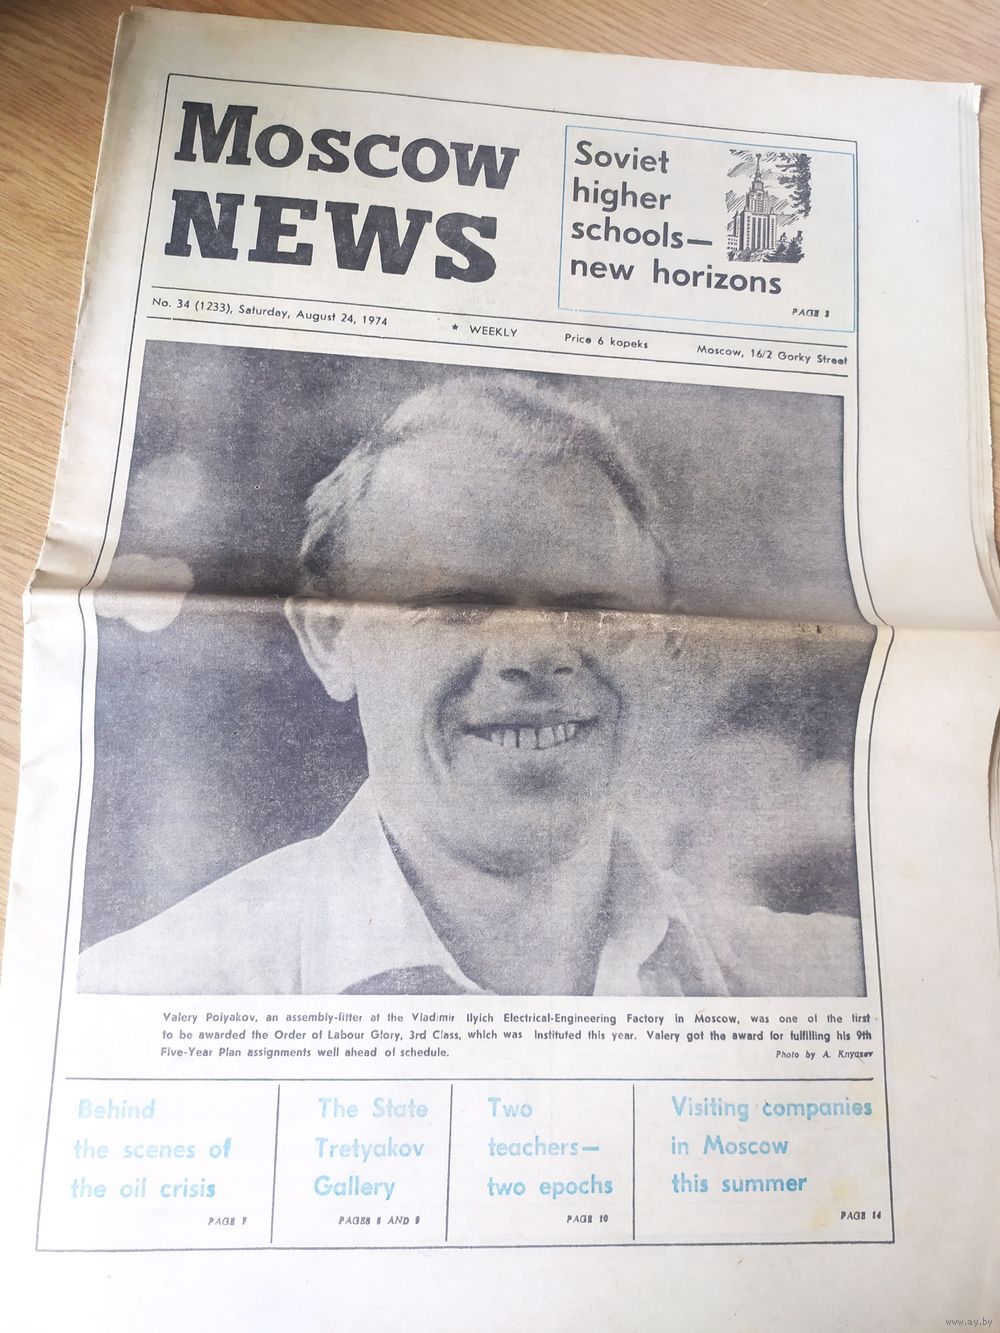 Moscow
NEWS
Soviet
higher
schools—
new horizons
PAGE 3
No. 34 (1233), Saturday, August 24, 1974
★ WEEKLY
Price 6 kopeks
Moscow, 16/2 Gorky Street
Valery Polyakov, an assembly-fitter at the Vladimir Ilyich Electrical-Engineering Factory in Moscow, was one of the first
to be awarded the Order of Labour Glory, 3rd Class, which was instituted this year. Valery got the award for fulfilling his 9th
Five-Year Plan assignments well ahead of schedule.
Photo by A. Knyazev
Behind
the scenes of
the oil crisis
PAGE 7
The State
Tretyakov
Gallery
PAGES 8 AND 9
Two
teachers—
two epochs
PAGE 10
Visiting companies
in Moscow
this summer
PAGE 14
www.ay.by